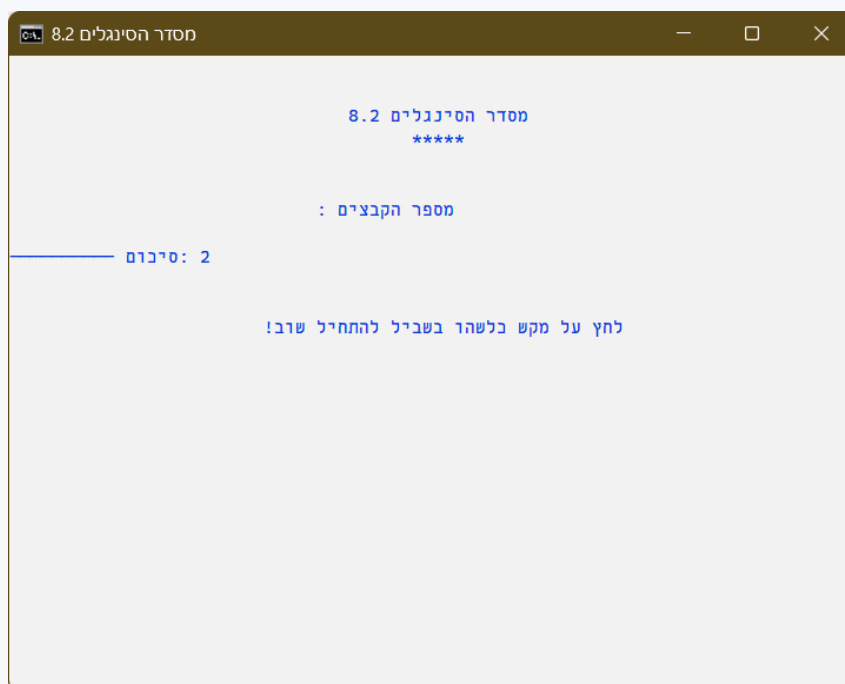 מסדר הסינגלים 8.2
מסדר הסינגלים 8.2
*****
מספר הקבצים :
────────── סיכום: 2
לחץ על מקש כלשהו בשביל להתחיל שוב!